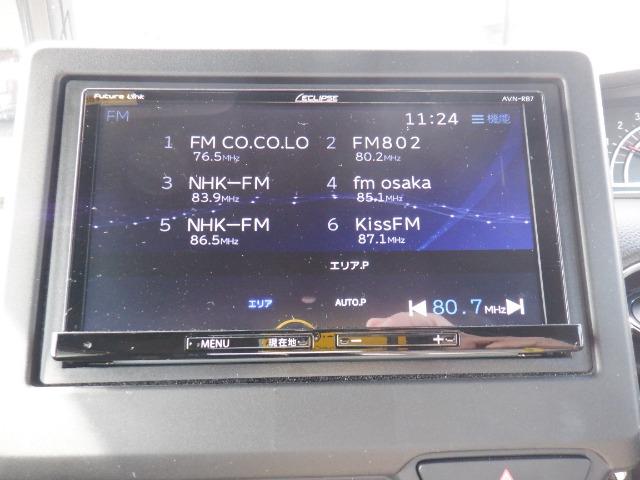 Future Link ECLIPSE AVN-R87
FM 11:24 機能
1 FM CO.CO.LO 2 FM802
76.5MHz 80.2MHz
3 NHK-FM 4 fm osaka
83.9MHz 85.1MHz
5 NHK-FM 6 KissFM
86.5MHz 87.1MHz
エリア.P
エリア AUTO.P 80.7MHz
MENU 現在地 − +